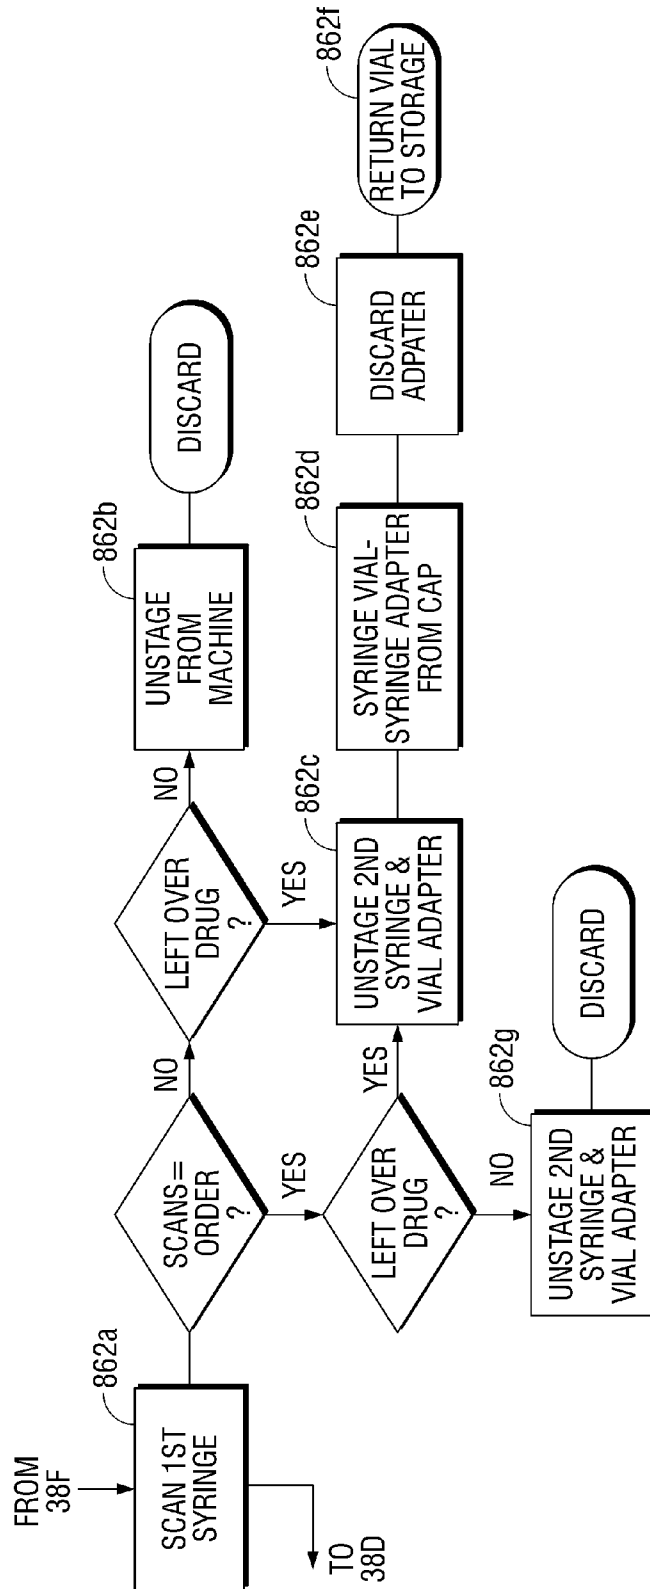 FROM
38F
862a
SCAN 1ST
SYRINGE
TO
38D
SCANS=
ORDER
?
NO
YES
LEFT OVER
DRUG
?
NO
YES
862b
UNSTAGE
FROM
MACHINE
DISCARD
LEFT OVER
DRUG
?
YES
NO
862c
UNSTAGE 2ND
SYRINGE &
VIAL ADAPTER
862d
SYRINGE VIAL-
SYRINGE ADAPTER
FROM CAP
862e
DISCARD
ADPATER
862f
RETURN VIAL
TO STORAGE
862g
UNSTAGE 2ND
SYRINGE &
VIAL ADAPTER
DISCARD